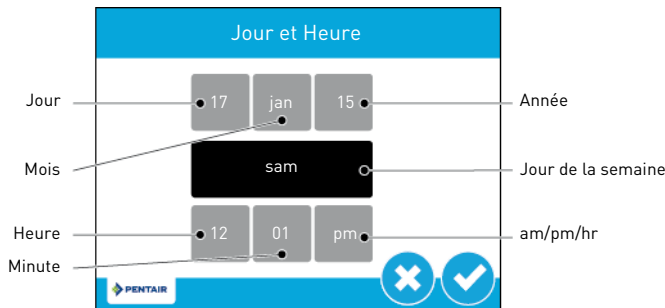 Jour et Heure
Jour
17
jan
15
Année
Mois
sam
Jour de la semaine
Heure
12
01
pm
am/pm/hr
Minute
PENTAIR